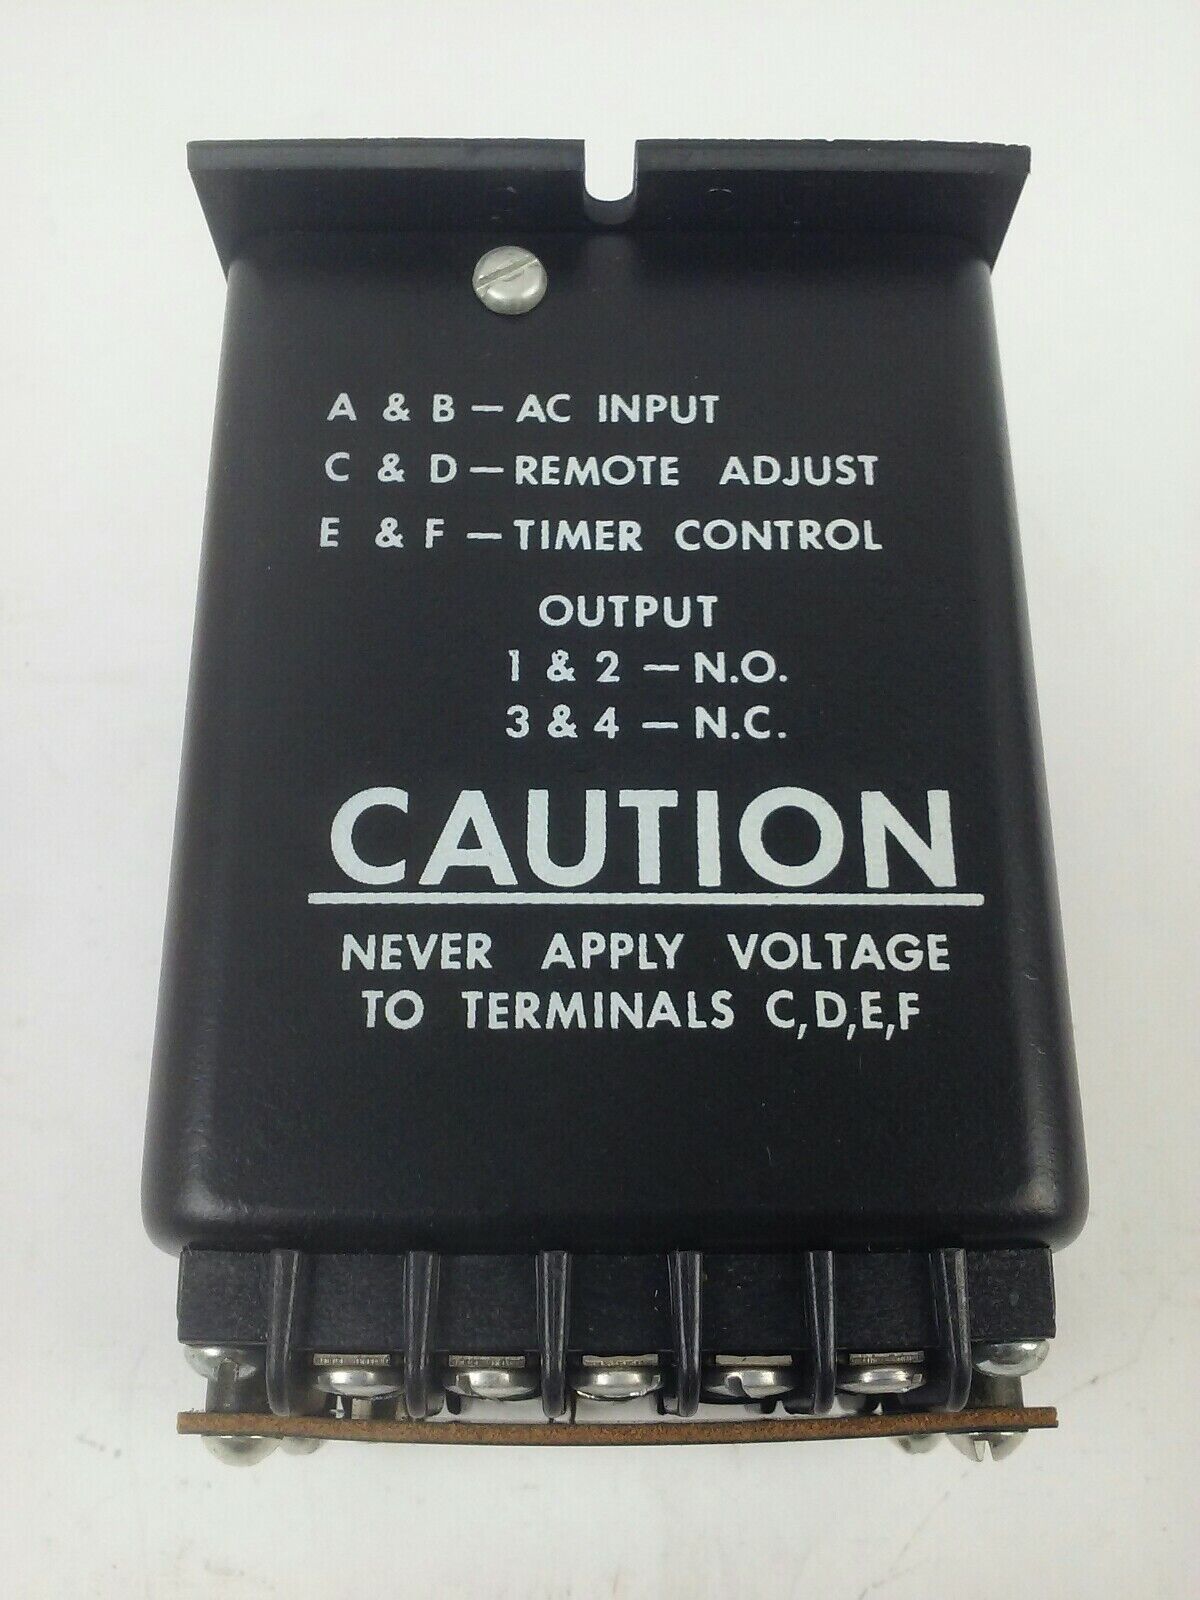 A & B — AC INPUT
C & D — REMOTE ADJUST
E & F — TIMER CONTROL
OUTPUT
1 & 2 — N.O.
3 & 4 — N.C.
CAUTION
NEVER APPLY VOLTAGE
TO TERMINALS C,D,E,F